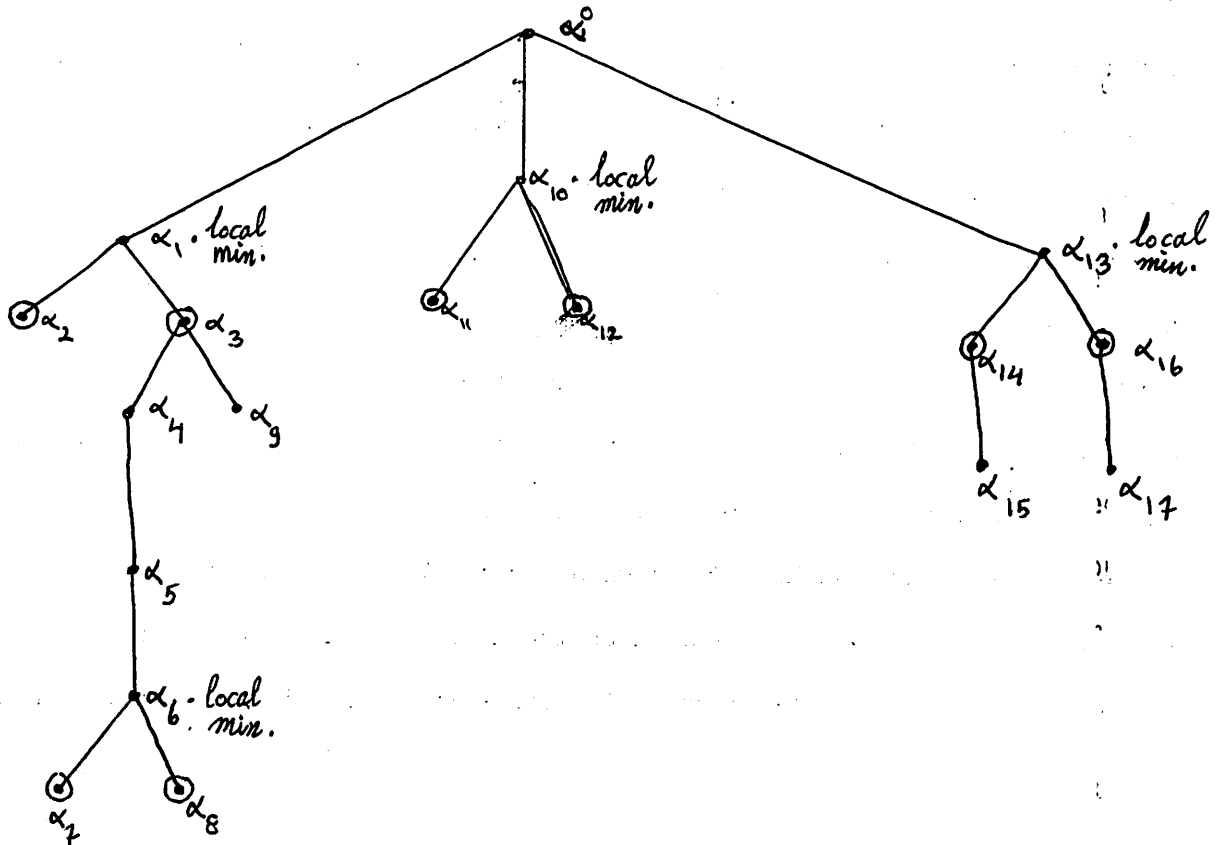 α⁰
α₁₀ · local
min.
α₁ · local
min.
α₁₃ · local
min.
α₂
α₃
α₁₁
α₁₂
α₁₄
α₁₆
α₄
α₉
α₁₅
α₁₇
α₅
α₆ · local
min.
α₇
α₈